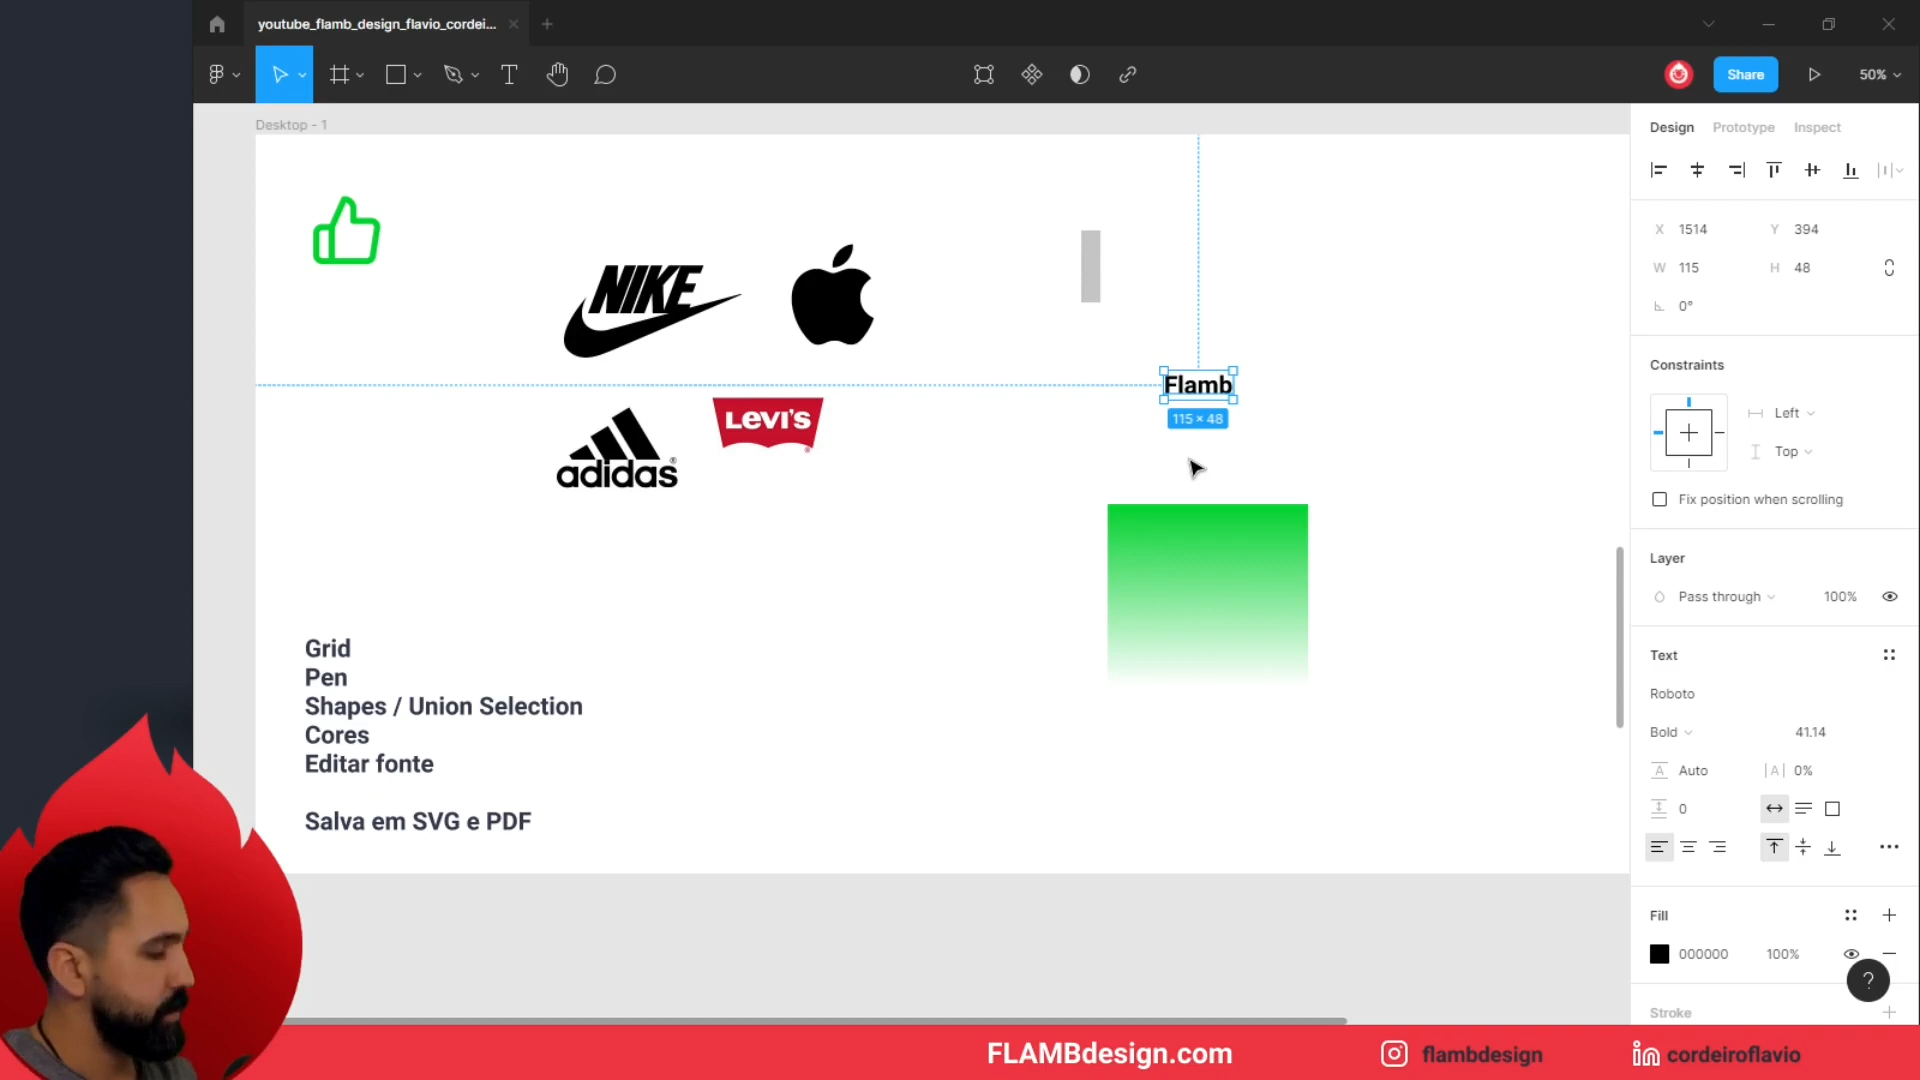 youtube_flamb_design_flavio_cordei...
Share
50%
Desktop - 1
Design Prototype Inspect
X 1514 Y 394
W 115 H 48
0°
Constraints
Left
Top
Fix position when scrolling
Layer
Pass through 100%
Text
Roboto
Bold 41.14
A Auto |A| 0%
0
Fill
000000 100%
?
Stroke
NIKE
Flamb
115 × 48
adidas®
Levi's
Grid
Pen
Shapes / Union Selection
Cores
Editar fonte
Salva em SVG e PDF
FLAMBdesign.com
flambdesign
in cordeiroflavio